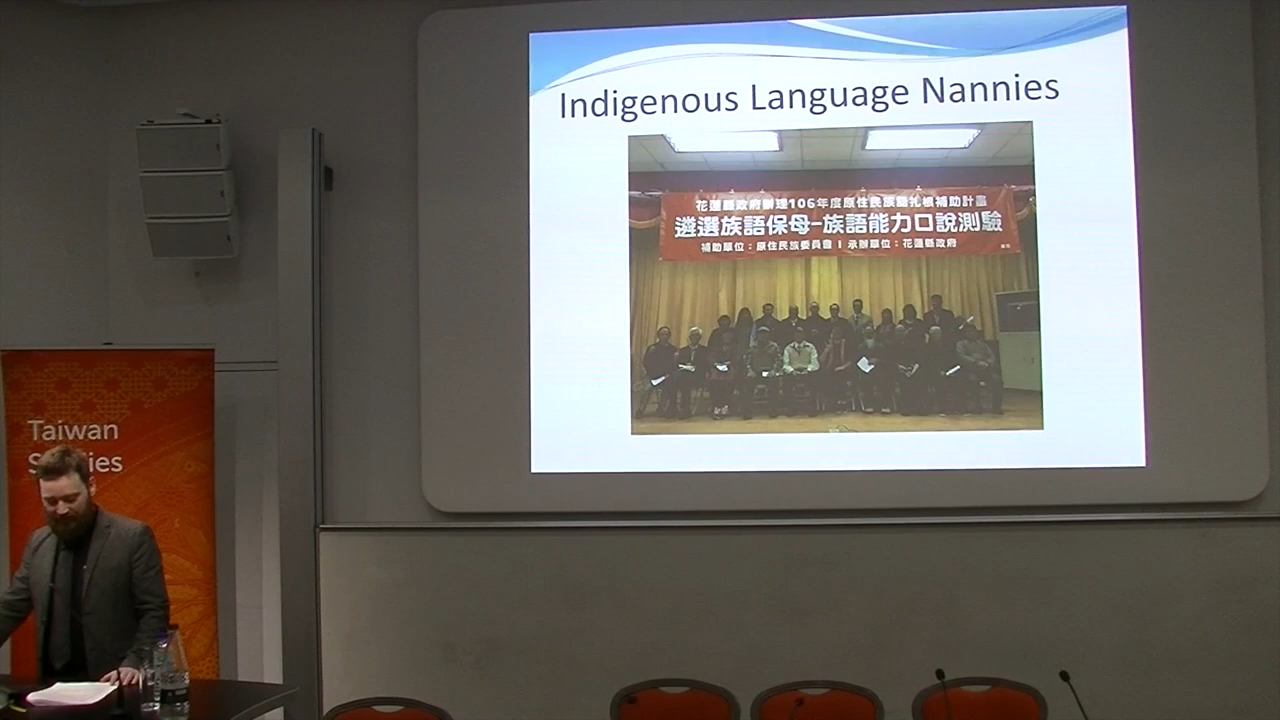 Indigenous Language Nannies
花蓮縣政府辦理106年度原住民族語扎根補助計畫
遴選族語保母-族語能力口說測驗
補助單位：原住民族委員會 | 承辦單位：花蓮縣政府
Taiwan